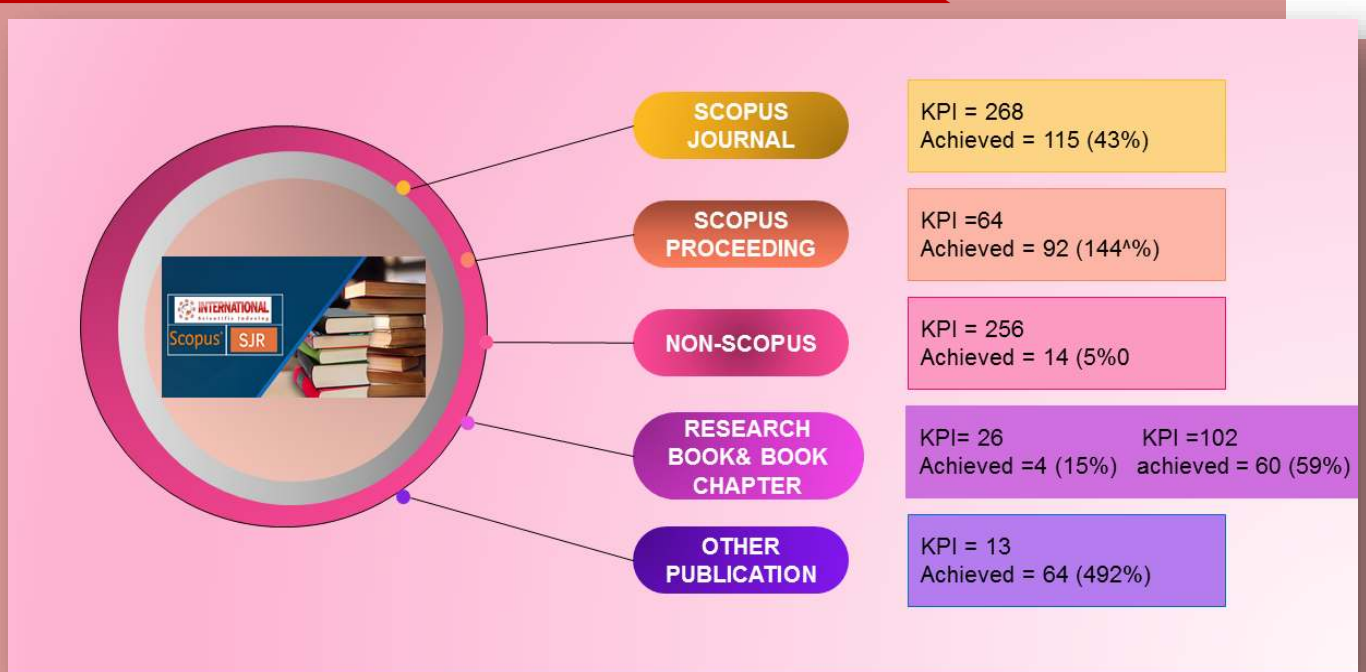 INTERNATIONAL
Scientific Indexing
Scopus
SJR
SCOPUS
JOURNAL
KPI = 268
Achieved = 115 (43%)
SCOPUS
PROCEEDING
KPI =64
Achieved = 92 (144^%)
NON-SCOPUS
KPI = 256
Achieved = 14 (5%0
RESEARCH
BOOK& BOOK
CHAPTER
KPI= 26 KPI =102
Achieved =4 (15%) achieved = 60 (59%)
OTHER
PUBLICATION
KPI = 13
Achieved = 64 (492%)